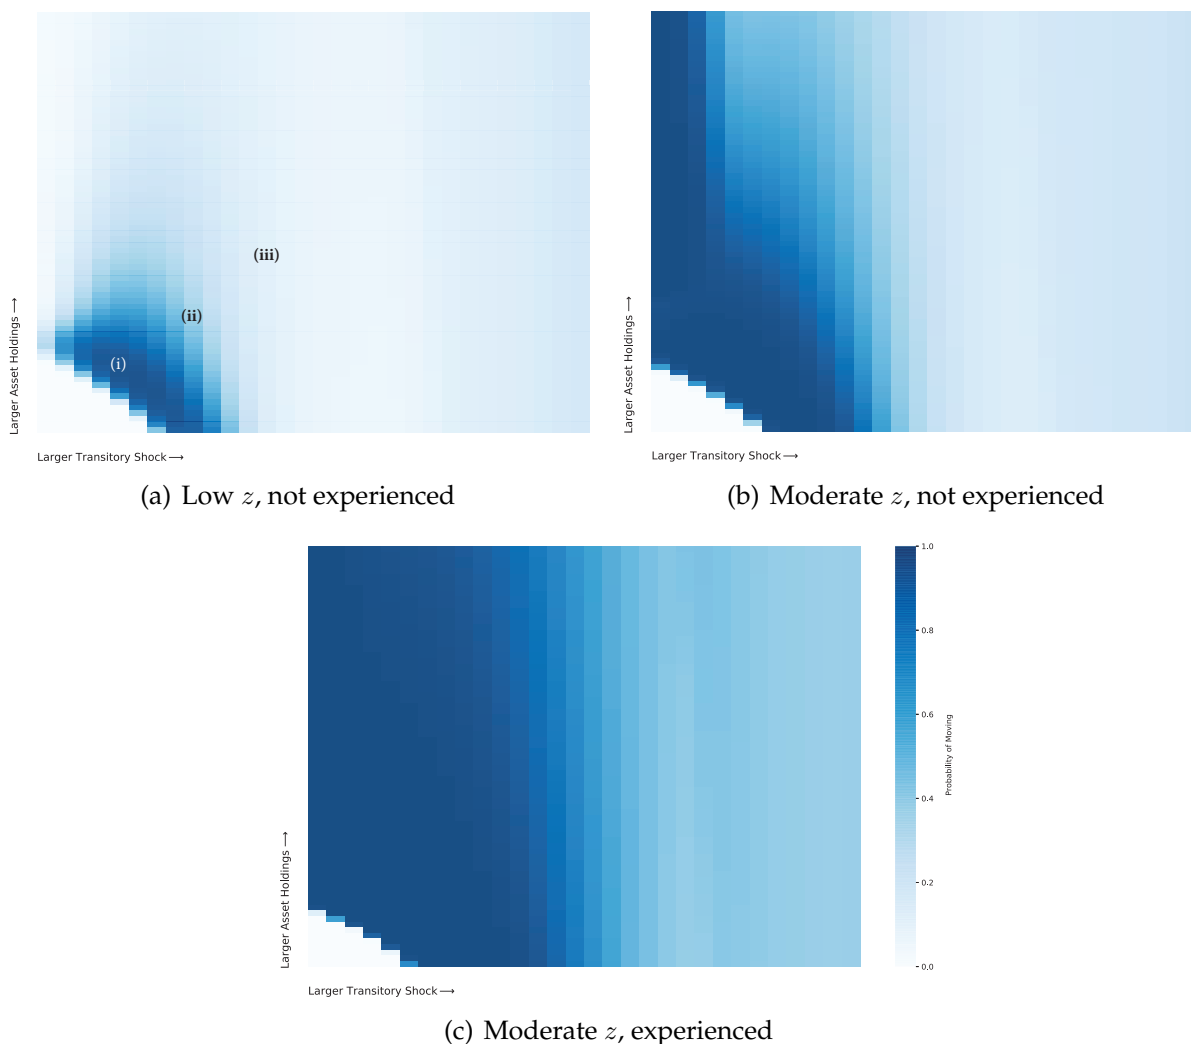 (iii)
(ii)
(i)
Larger Asset Holdings →
Larger Transitory Shock →
(a) Low z, not experienced
Larger Asset Holdings →
Larger Transitory Shock →
(b) Moderate z, not experienced
1.0
0.8
0.6
0.4
0.2
0.0
Probability of Moving
Larger Asset Holdings →
Larger Transitory Shock →
(c) Moderate z, experienced